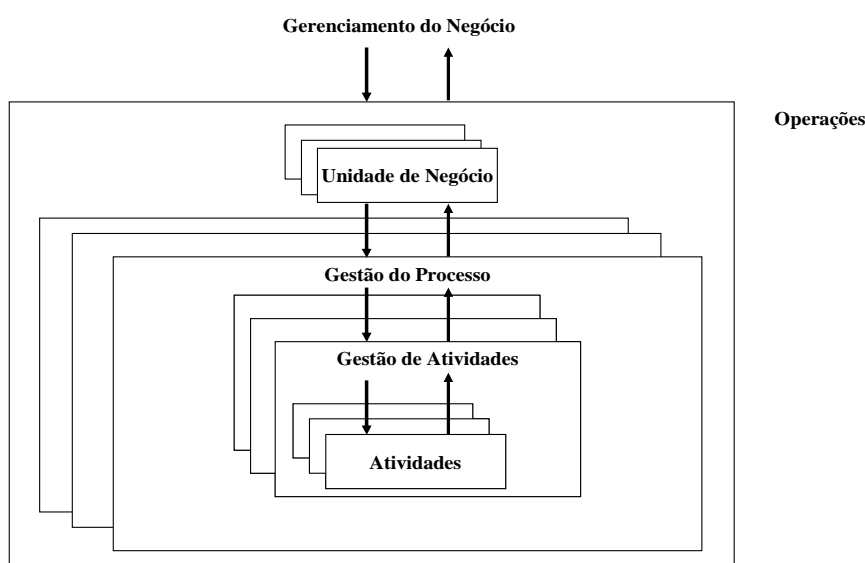 Gerenciamento do Negócio
Operações
Unidade de Negócio
Gestão do Processo
Gestão de Atividades
Atividades